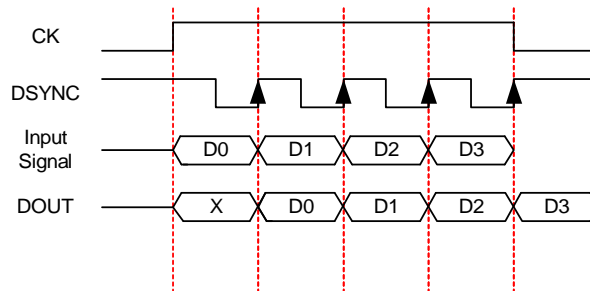 CK
DSYNC
Input
Signal
D0 D1 D2 D3
DOUT
X D0 D1 D2 D3